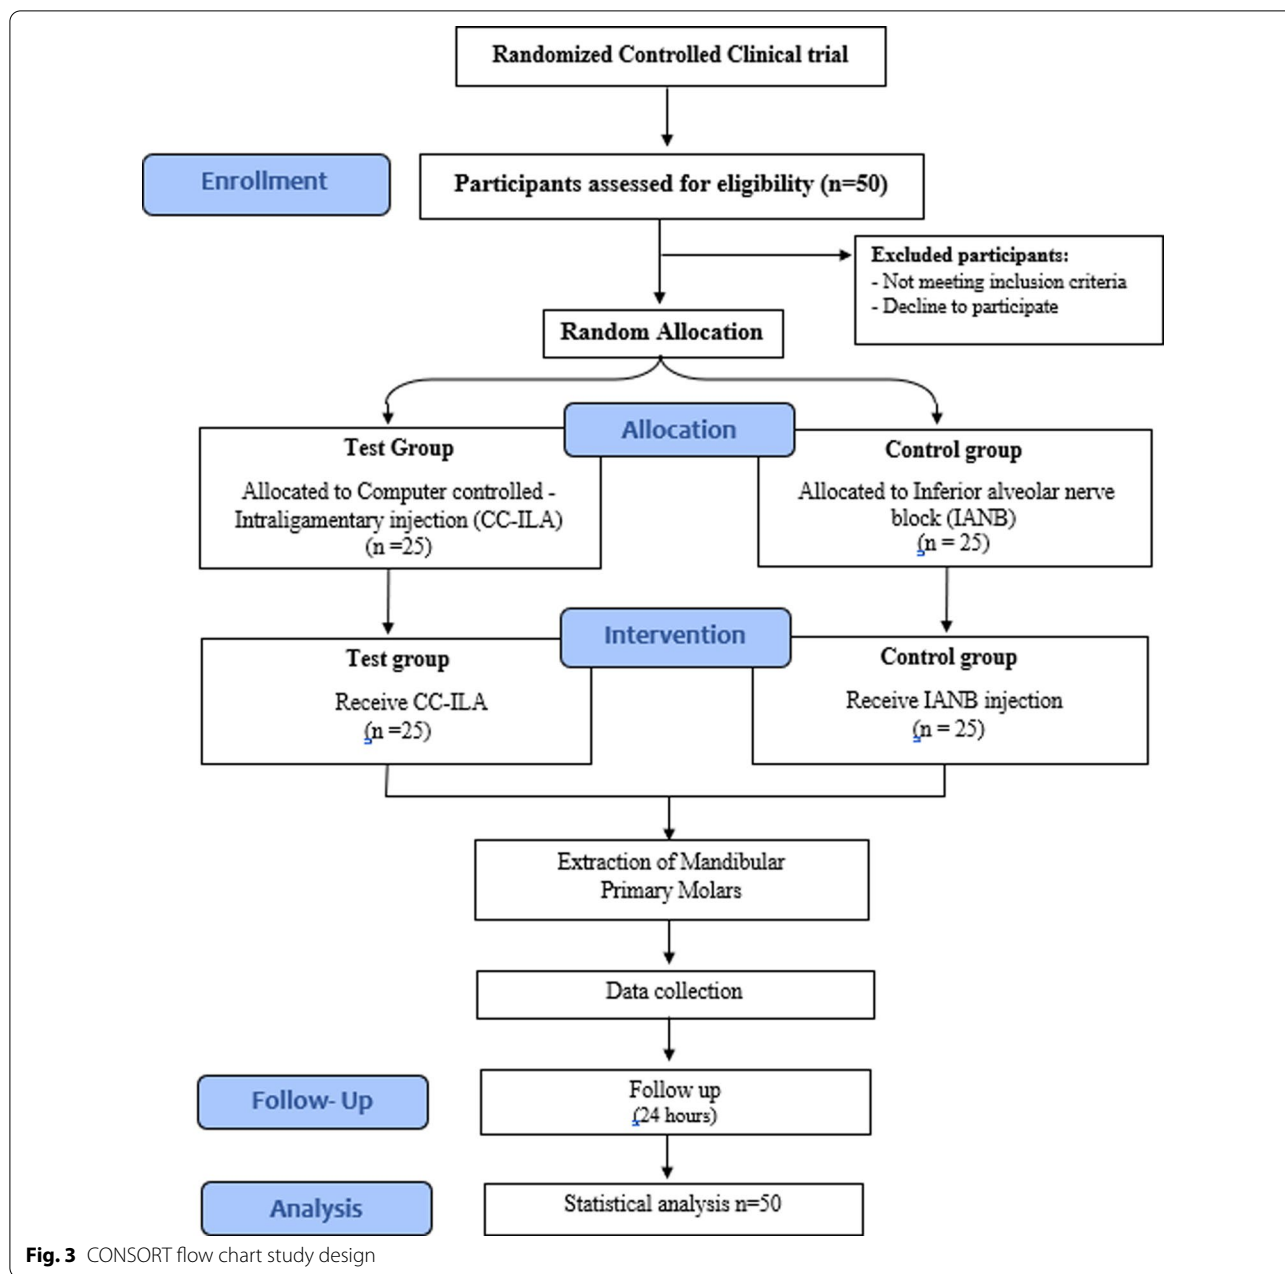 Randomized Controlled Clinical trial
Enrollment
Participants assessed for eligibility (n=50)
Excluded participants:
- Not meeting inclusion criteria
- Decline to participate
Random Allocation
Allocation
Test Group
Allocated to Computer controlled -
Intraligamentary injection (CC-ILA)
(n =25)
Control group
Allocated to Inferior alveolar nerve
block (IANB)
(n = 25)
Intervention
Test group
Receive CC-ILA
(n =25)
Control group
Receive IANB injection
(n = 25)
Extraction of Mandibular
Primary Molars
Data collection
Follow- Up
Follow up
(24 hours)
Analysis
Statistical analysis n=50
Fig. 3 CONSORT flow chart study design